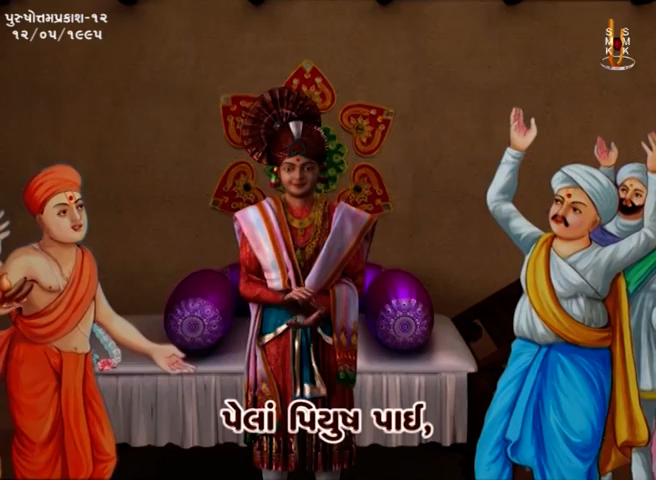 પુરુષોત્તમપ્રકાશ-૧૨
૧૨/૦૫/૧૯૯૫
S S
M M
K K
પેલાં પિયુષ પાઈ,